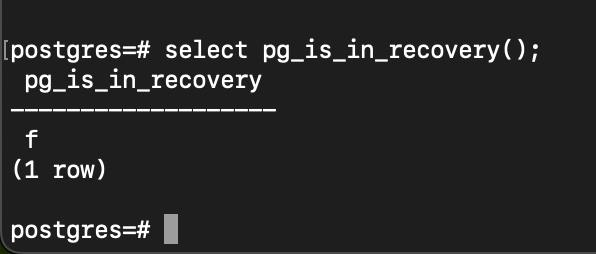 [postgres=# select pg_is_in_recovery();
 pg_is_in_recovery
-------------------
 f
(1 row)
postgres=#